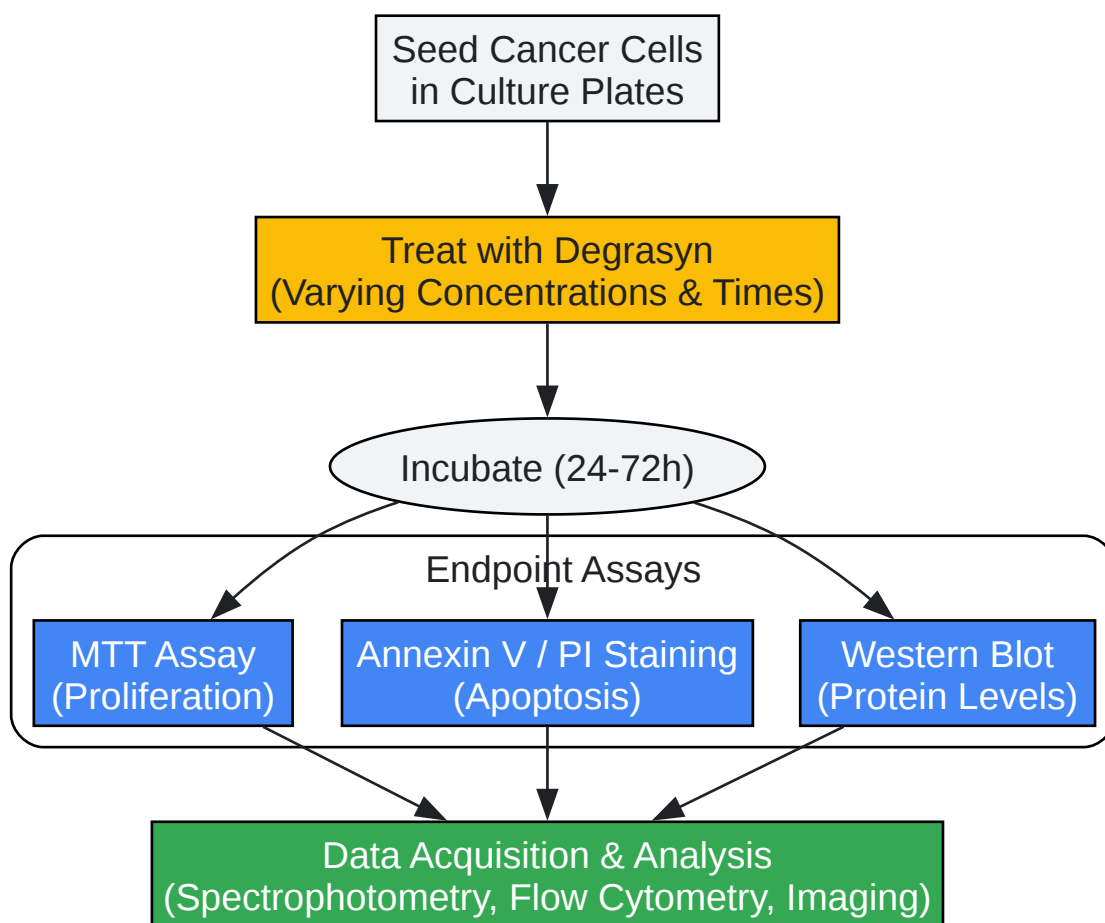 Seed Cancer Cells
in Culture Plates
Treat with Degrasyn
(Varying Concentrations & Times)
Incubate (24-72h)
Endpoint Assays
MTT Assay
(Proliferation)
Annexin V / PI Staining
(Apoptosis)
Western Blot
(Protein Levels)
Data Acquisition & Analysis
(Spectrophotometry, Flow Cytometry, Imaging)